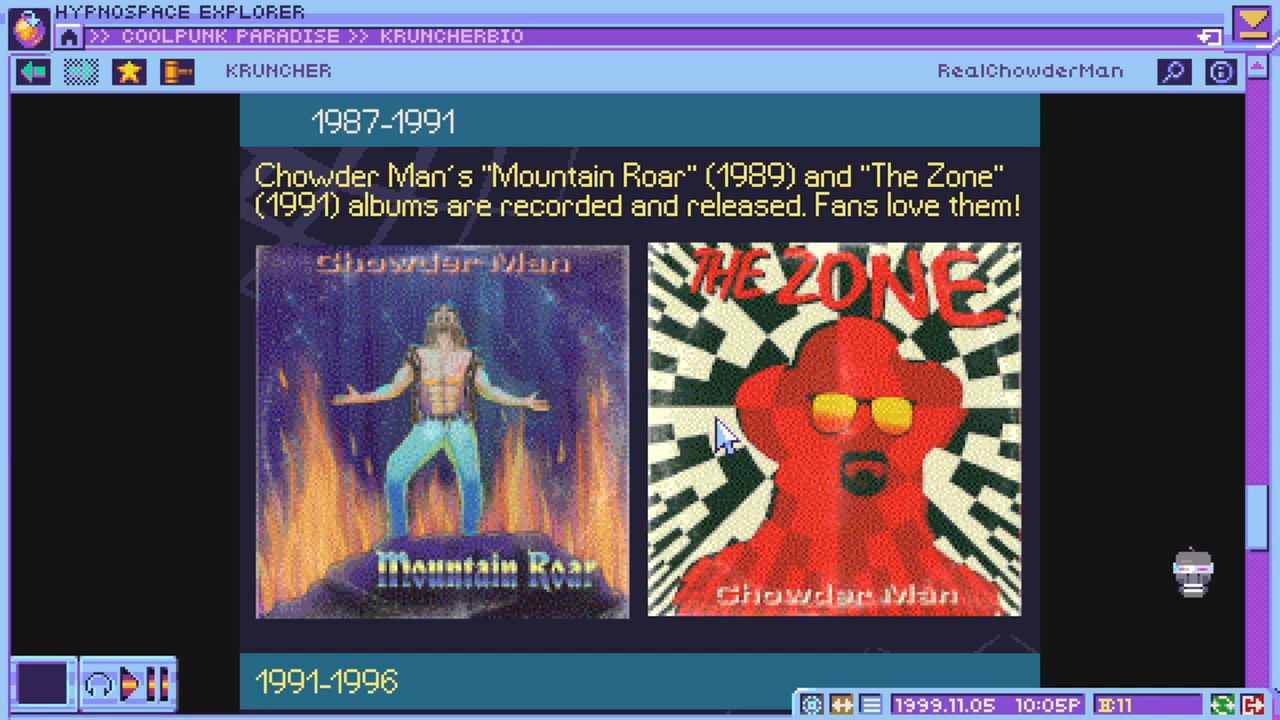 HYPNOSPACE EXPLORER
>> COOLPUNK PARADISE >> KRUNCHERBIO
KRUNCHER
RealChowderMan
1987-1991
Chowder Man's "Mountain Roar" (1989) and "The Zone"
(1991) albums are recorded and released. Fans love them!
Chowder Man
Mountain Roar
THE ZONE
Chowder Man
1991-1996
1999.11.05 10:05P
:11